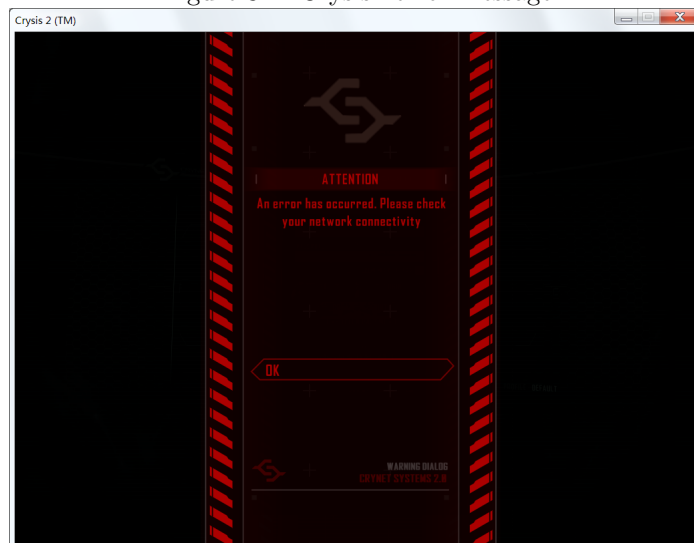 Crysis 2 (TM)
ATTENTION
An error has occurred. Please check
your network connectivity
OK
WARNING DIALOG
CRYNET SYSTEMS 2.0